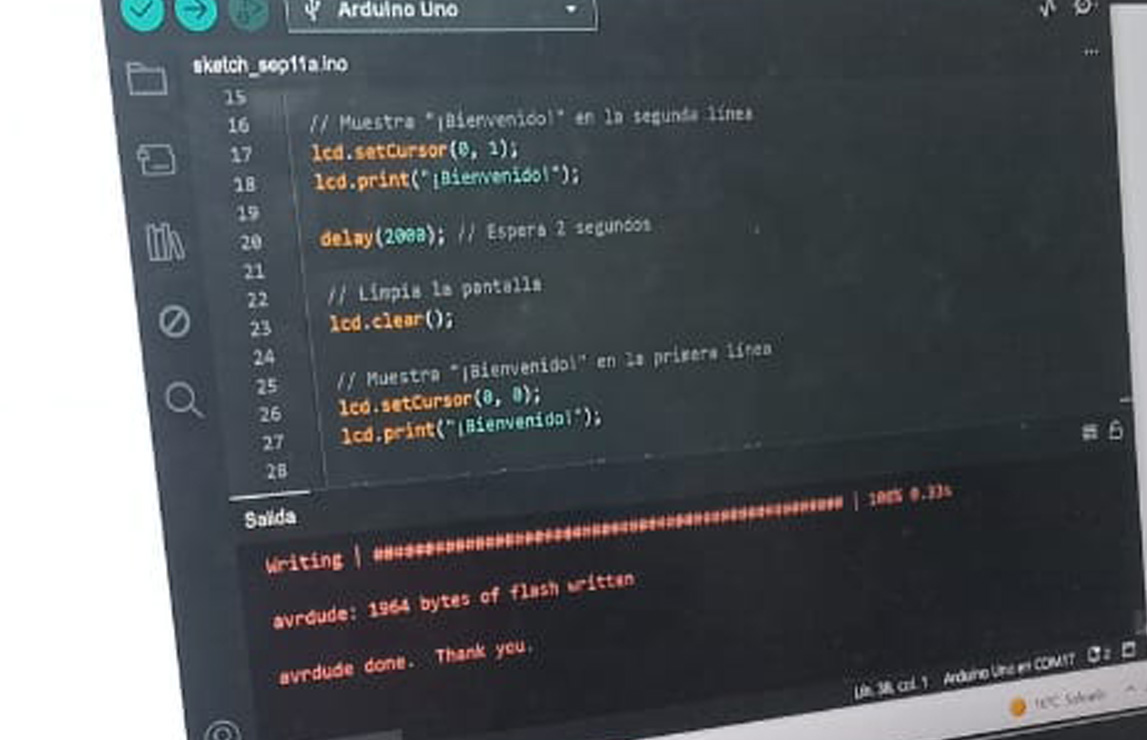 Arduino Uno
sketch_sep11a.ino
15
16 // Muestra "¡Bienvenido!" en la segunda línea
17 lcd.setCursor(0, 1);
18 lcd.print("¡Bienvenido!");
19
20 delay(2000); // Espera 2 segundos
21
22 // Limpia la pantalla
23 lcd.clear();
24
25 // Muestra "¡Bienvenido!" en la primera línea
26 lcd.setCursor(0, 0);
27 lcd.print("¡Bienvenido!");
28
Salida
Writing | ################################################## | 100% 0.33s
avrdude: 1964 bytes of flash written
avrdude done. Thank you.
Lín. 38, col. 1 Arduino Uno en COM17 2
16°C Soleado